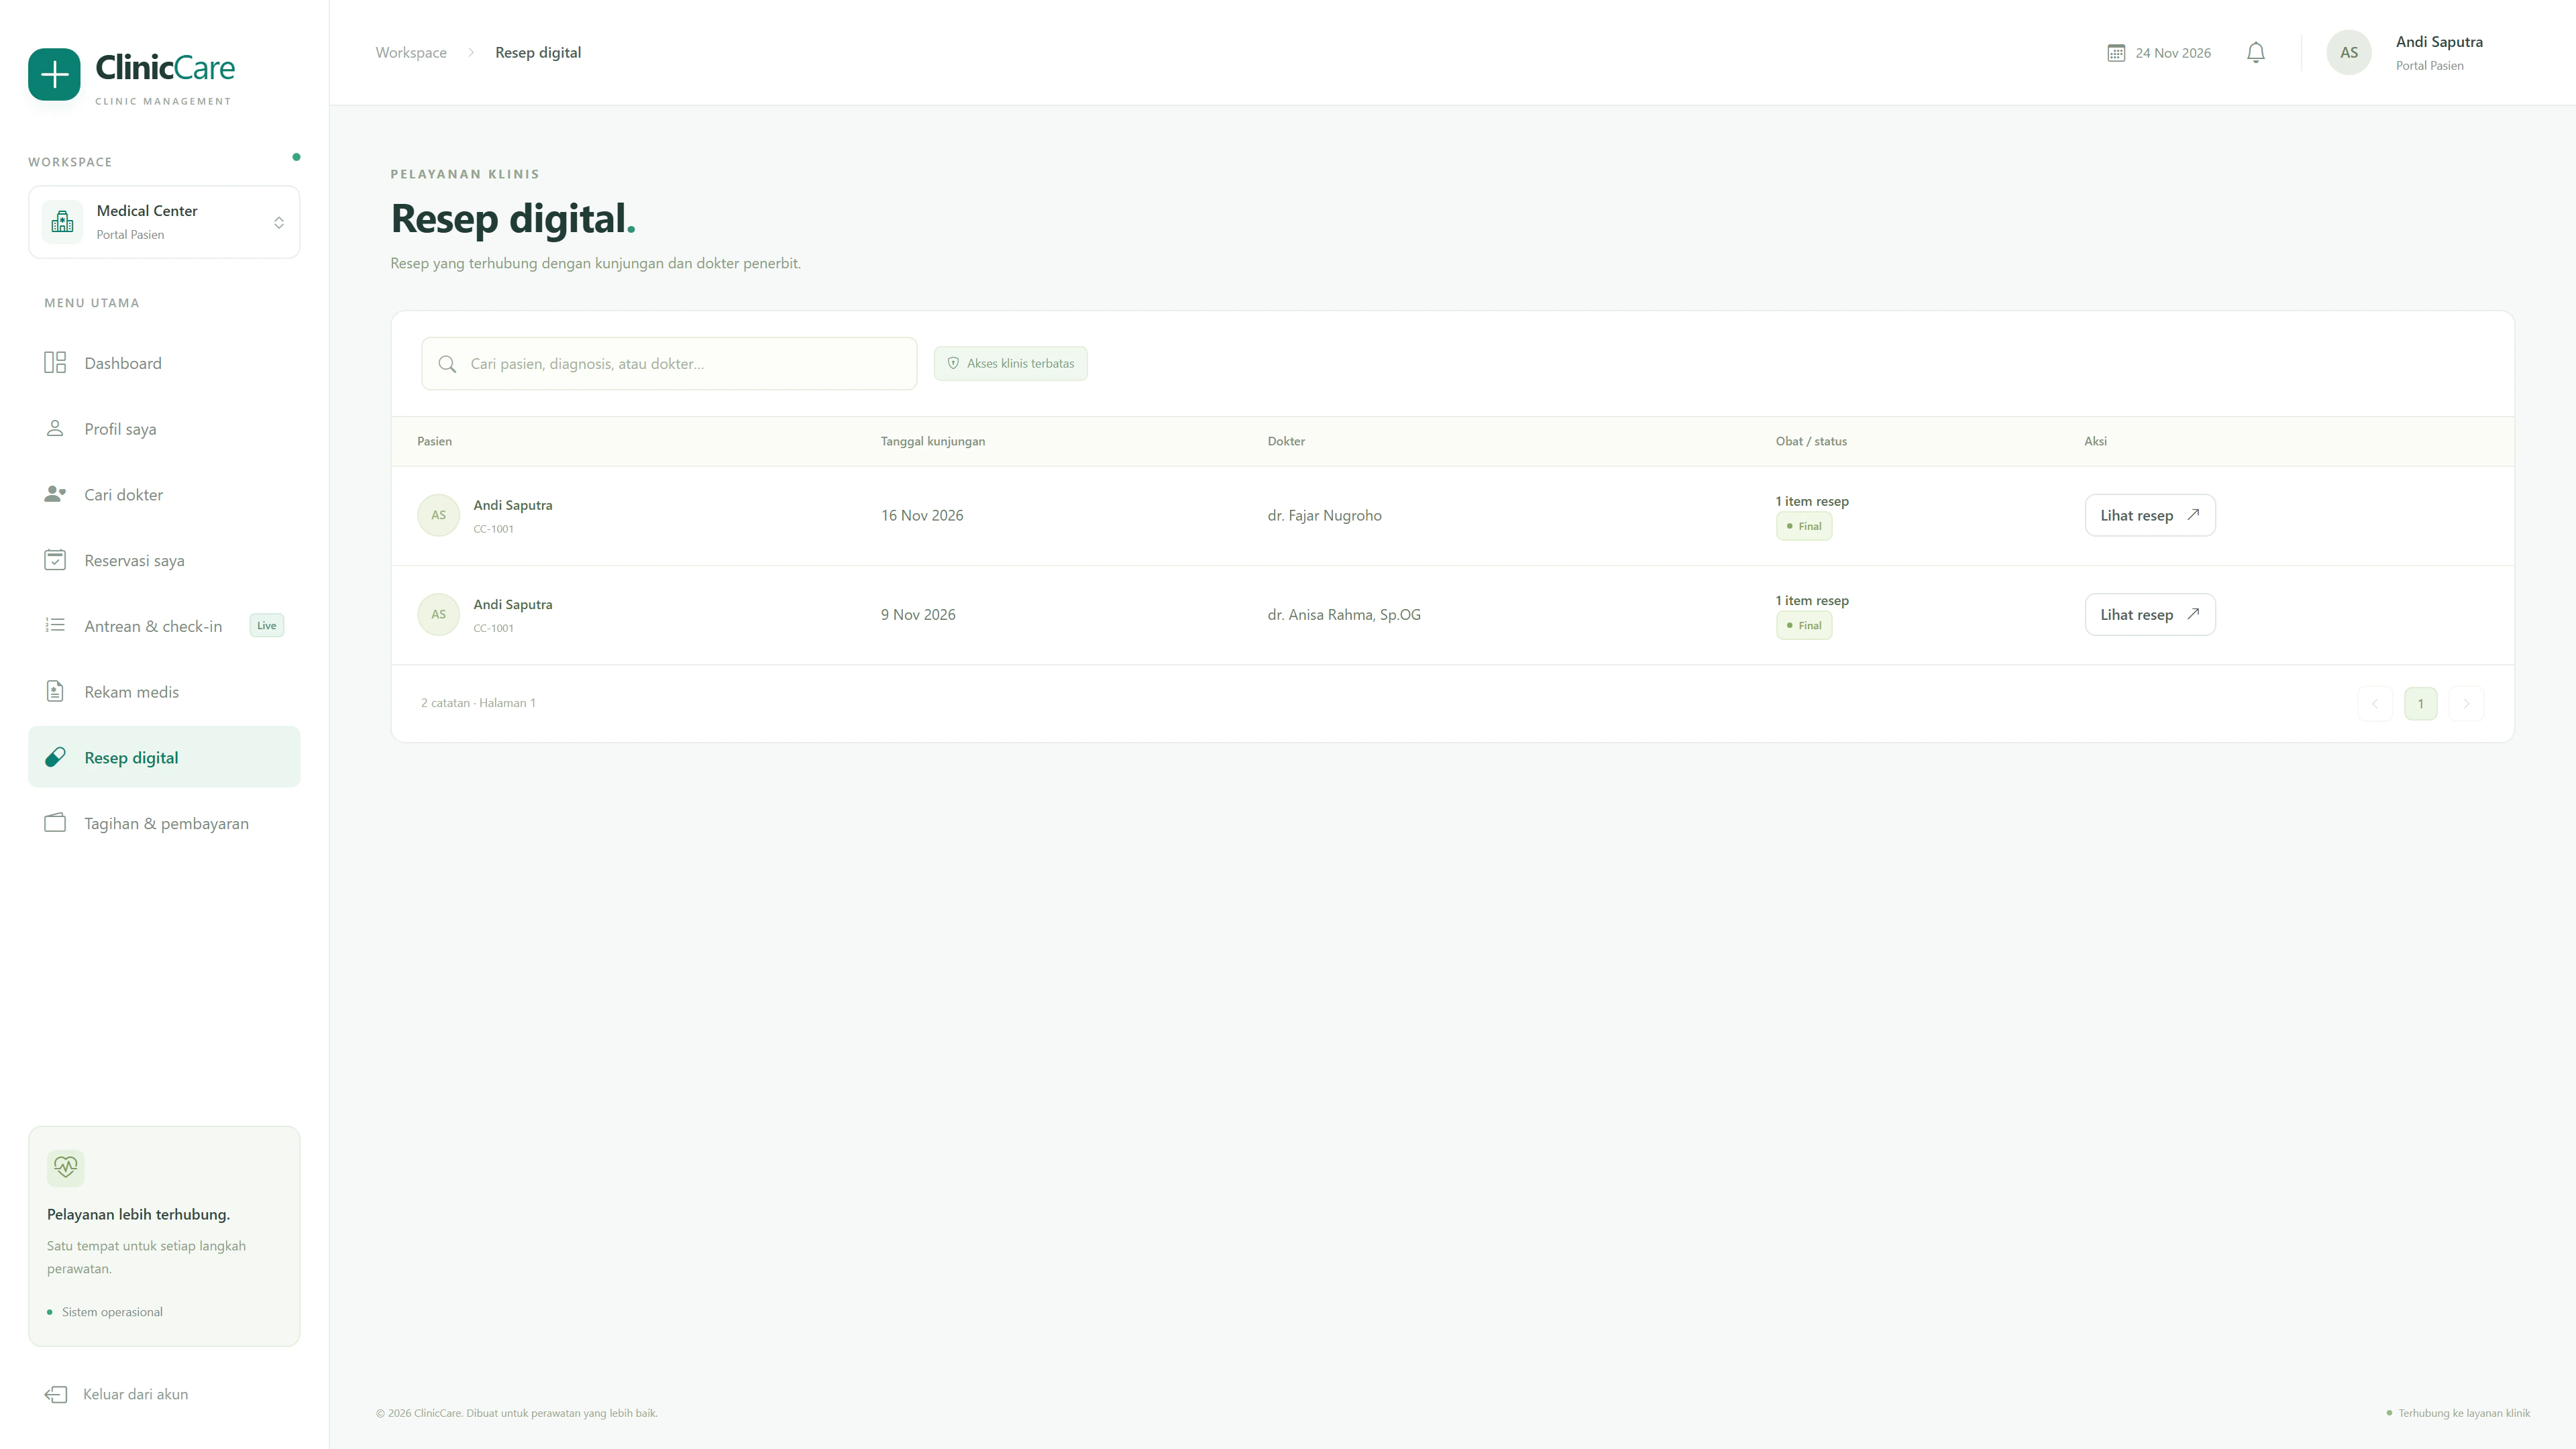 ClinicCare
CLINIC MANAGEMENT
WORKSPACE
Medical Center
Portal Pasien
MENU UTAMA
Dashboard
Profil saya
Cari dokter
Reservasi saya
Antrean & check-in
Live
Rekam medis
Resep digital
Tagihan & pembayaran
Pelayanan lebih terhubung.
Satu tempat untuk setiap langkah
perawatan.
Sistem operasional
Keluar dari akun
Workspace
Resep digital
24 Nov 2026
AS
Andi Saputra
Portal Pasien
PELAYANAN KLINIS
Resep digital.
Resep yang terhubung dengan kunjungan dan dokter penerbit.
Cari pasien, diagnosis, atau dokter...
Akses klinis terbatas
Pasien Tanggal kunjungan Dokter Obat / status Aksi
AS
Andi Saputra
CC-1001
16 Nov 2026
dr. Fajar Nugroho
1 item resep
Final
Lihat resep
AS
Andi Saputra
CC-1001
9 Nov 2026
dr. Anisa Rahma, Sp.OG
1 item resep
Final
Lihat resep
2 catatan · Halaman 1
1
© 2026 ClinicCare. Dibuat untuk perawatan yang lebih baik.
Terhubung ke layanan klinik